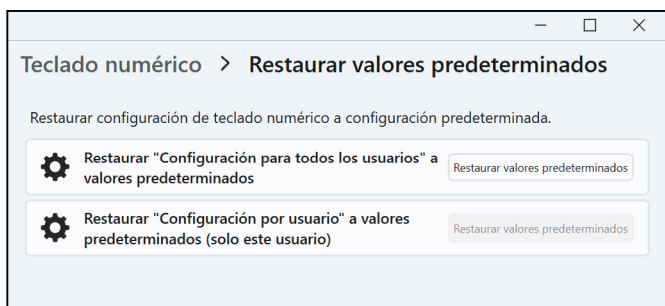 Teclado numérico > Restaurar valores predeterminados
Restaurar configuración de teclado numérico a configuración predeterminada.
Restaurar "Configuración para todos los usuarios" a
valores predeterminados
Restaurar valores predeterminados
Restaurar "Configuración por usuario" a valores
predeterminados (solo este usuario)
Restaurar valores predeterminados